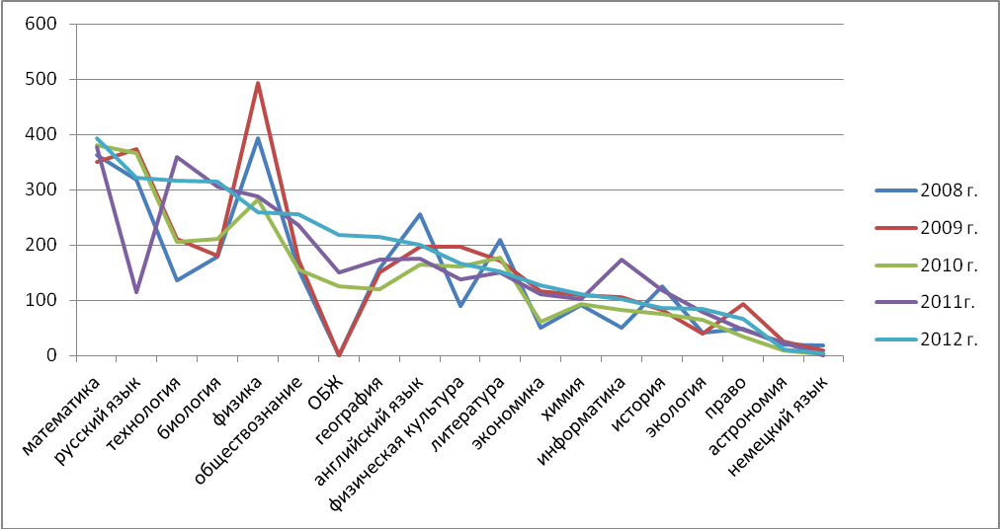 600
500
400
300
200
100
0
математика
русский язык
технология
биология
физика
обществознание
ОБЖ
география
английский язык
физическая культура
литература
экономика
химия
информатика
история
экология
право
астрономия
немецкий язык
2008 г.
2009 г.
2010 г.
2011г.
2012 г.